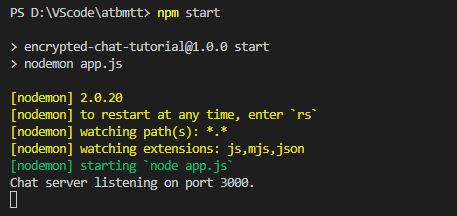 PS D:\VScode\atbmtt> npm start
> encrypted-chat-tutorial@1.0.0 start
> nodemon app.js
[nodemon] 2.0.20
[nodemon] to restart at any time, enter `rs`
[nodemon] watching path(s): *.*
[nodemon] watching extensions: js,mjs,json
[nodemon] starting `node app.js`
Chat server listening on port 3000.